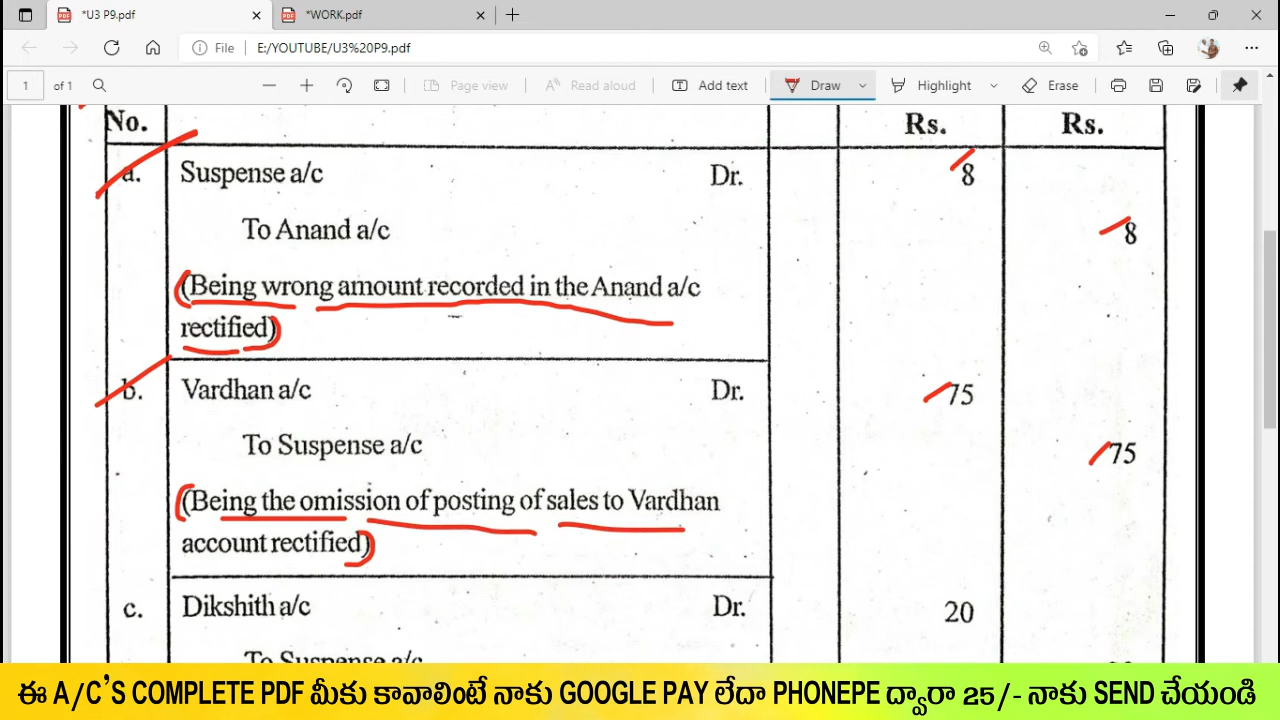 *U3 P9.pdf
*WORK.pdf
File E:/YOUTUBE/U3%20P9.pdf
1 of 1 Page view Read aloud Add text Draw Highlight Erase
No. Rs. Rs.
a. Suspense a/c Dr. 8
To Anand a/c 8
(Being wrong amount recorded in the Anand a/c
rectified)
b. Vardhan a/c Dr. 75
To Suspense a/c 75
(Being the omission of posting of sales to Vardhan
account rectified)
c. Dikshith a/c Dr. 20
To Suspense a/c
ఈ A/C'S COMPLETE PDF మీకు కావాలింటే నాకు GOOGLE PAY లేదా PHONEPE ద్వారా 25/- నాకు SEND చేయండి